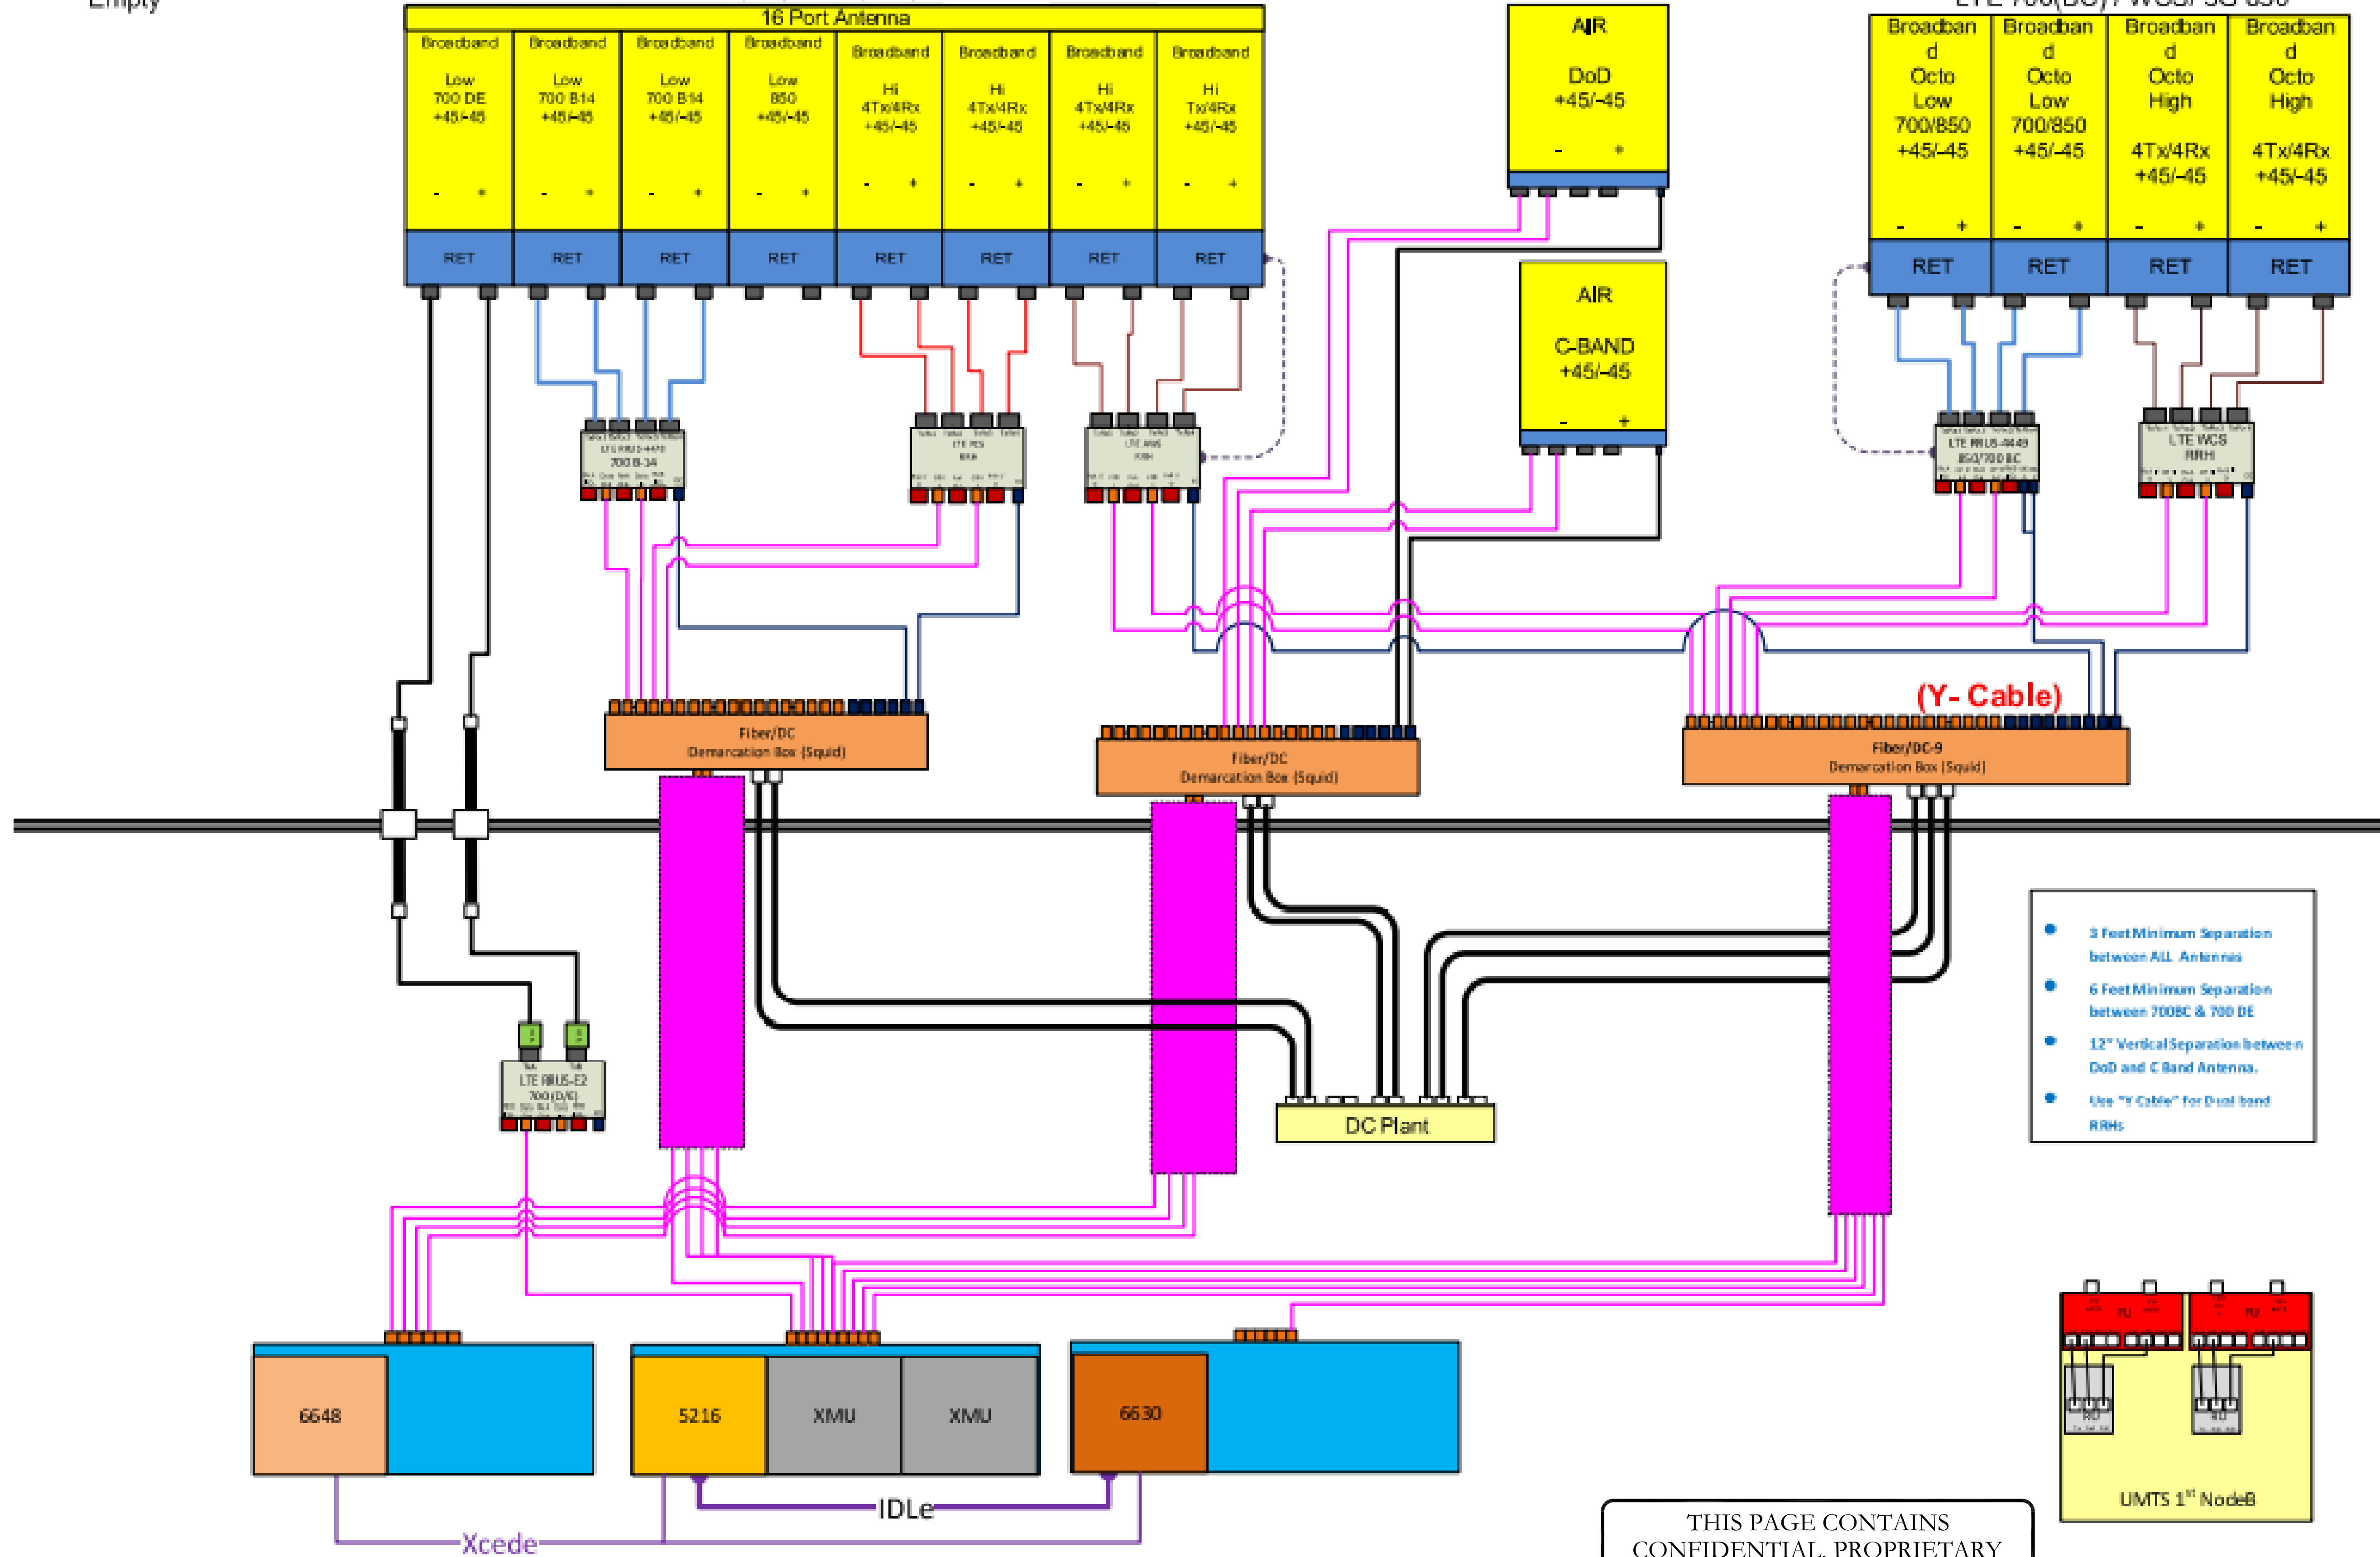 Empty
16 Port Antenna
Broadband
Low
700 DE
+45/-45
- +
RET
Broadband
Low
700 B14
+45/-45
- +
RET
Broadband
Low
700 B14
+45/-45
- +
RET
Broadband
Low
850
+45/-45
- +
RET
Broadband
Hi
4Tx/4Rx
+45/-45
- +
RET
Broadband
Hi
4Tx/4Rx
+45/-45
- +
RET
Broadband
Hi
4Tx/4Rx
+45/-45
- +
RET
Broadband
Hi
Tx/4Rx
+45/-45
- +
RET
AIR
DoD
+45/-45
- +
AIR
C-BAND
+45/-45
- +
Broadban
d
Octo
Low
700/850
+45/-45
- +
RET
Broadban
d
Octo
Low
700/850
+45/-45
- +
RET
Broadban
d
Octo
High
4Tx/4Rx
+45/-45
- +
RET
Broadban
d
Octo
High
4Tx/4Rx
+45/-45
- +
RET
RRH
LTE AWS
RRH
LTE RRUS-4449
850/700 BC
LTE WCS
RRH
(Y- Cable)
Fiber/DC
Demarcation Box (Squid)
Fiber/DC
Demarcation Box (Squid)
Fiber/DC-9
Demarcation Box (Squid)
LTE RRUS-E2
700 (D/E)
DC Plant
3 Feet Minimum Separation
between ALL Antennas
6 Feet Minimum Separation
between 700BC & 700 DE
12" Vertical Separation between
DoD and C Band Antenna.
Use "Y Cable" for Dual band
RRHs
6648
5216
XMU
XMU
6630
IDLe
Xcede
FU
FU
RU
RU
UMTS 1st NodeB
THIS PAGE CONTAINS
CONFIDENTIAL, PROPRIETARY